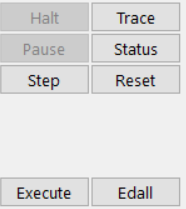 Halt Trace
Pause Status
Step Reset
Execute Edall